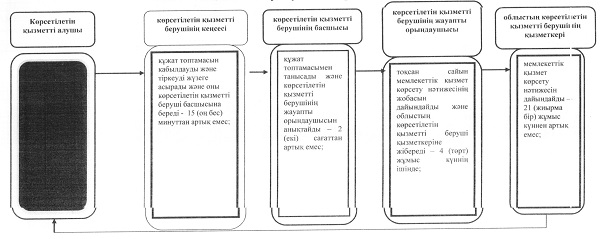 Көрсетілетін
қызметті алушы
көрсетілетін қызметті
берушінің кеңсесі
көрсетілетін қызметті
берушінің басшысы
көрсетілетін қызметті
берушінің жауапты
орындаушысы
облыстың көрсетілетін
қызметті берушінің
қызметкері
құжат топтамасын
қабылдауды және
тіркеуді жүзеге
асырады және оны
көрсетілетін қызметті
беруші басшысына
береді - 15 (он бес)
минуттан артық емес;
құжат
топтамасымен
танысады және
көрсетілетін
қызметті
берушінің
жауапты
орындаушысын
анықтайды – 2
(екі) сағаттан
артық емес;
тоқсан сайын
мемлекеттік қызмет
көрсету нәтижесінің
жобасын
дайындайды және
облыстың
көрсетілетін
қызметті беруші
қызметкеріне
жібереді – 4 (төрт)
жұмыс күннің
ішінде;
мемлекеттік
қызмет
көрсету
нәтижесін
дайындайды –
21 (жиырма
бір) жұмыс
күннен артық
емес;